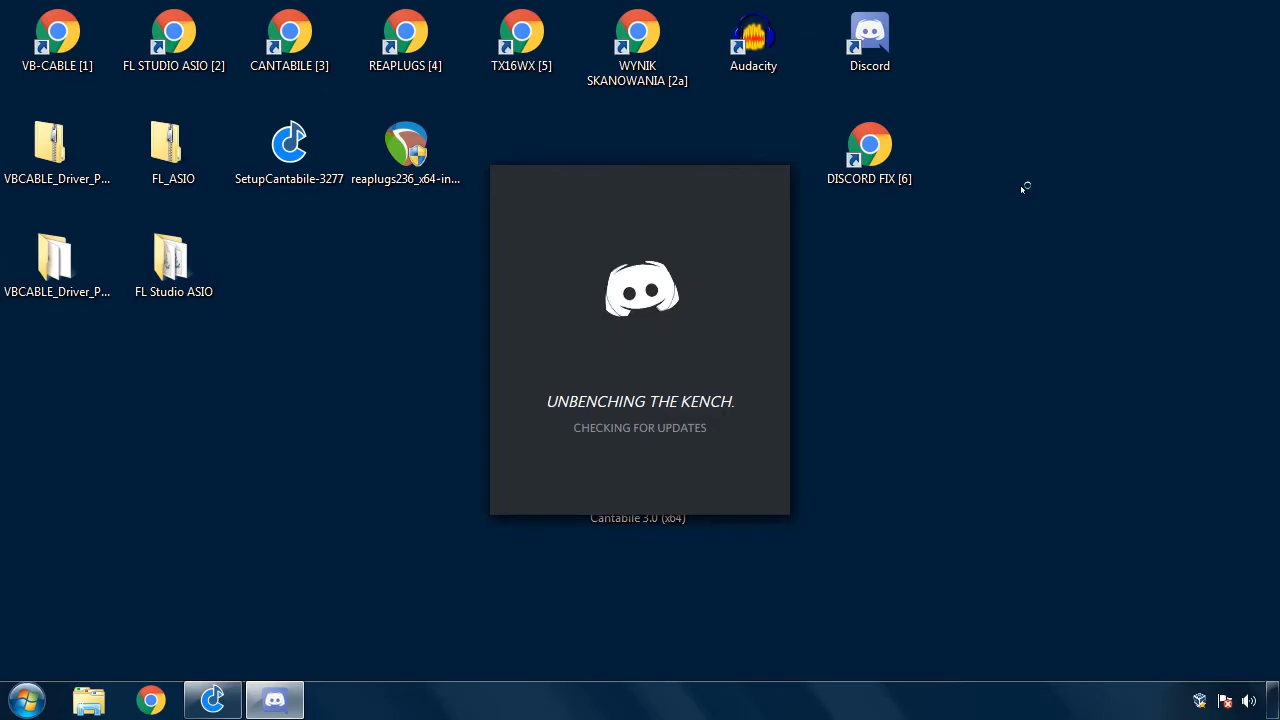 VB-CABLE [1]
FL STUDIO ASIO [2]
CANTABILE [3]
REAPLUGS [4]
TX16WX [5]
WYNIK
SKANOWANIA [2a]
Audacity
Discord
VBCABLE_Driver_P...
FL_ASIO
SetupCantabile-3277
reaplugs236_x64-in...
DISCORD FIX [6]
VBCABLE_Driver_P...
FL Studio ASIO
UNBENCHING THE KENCH.
CHECKING FOR UPDATES
Cantabile 3.0 (x64)